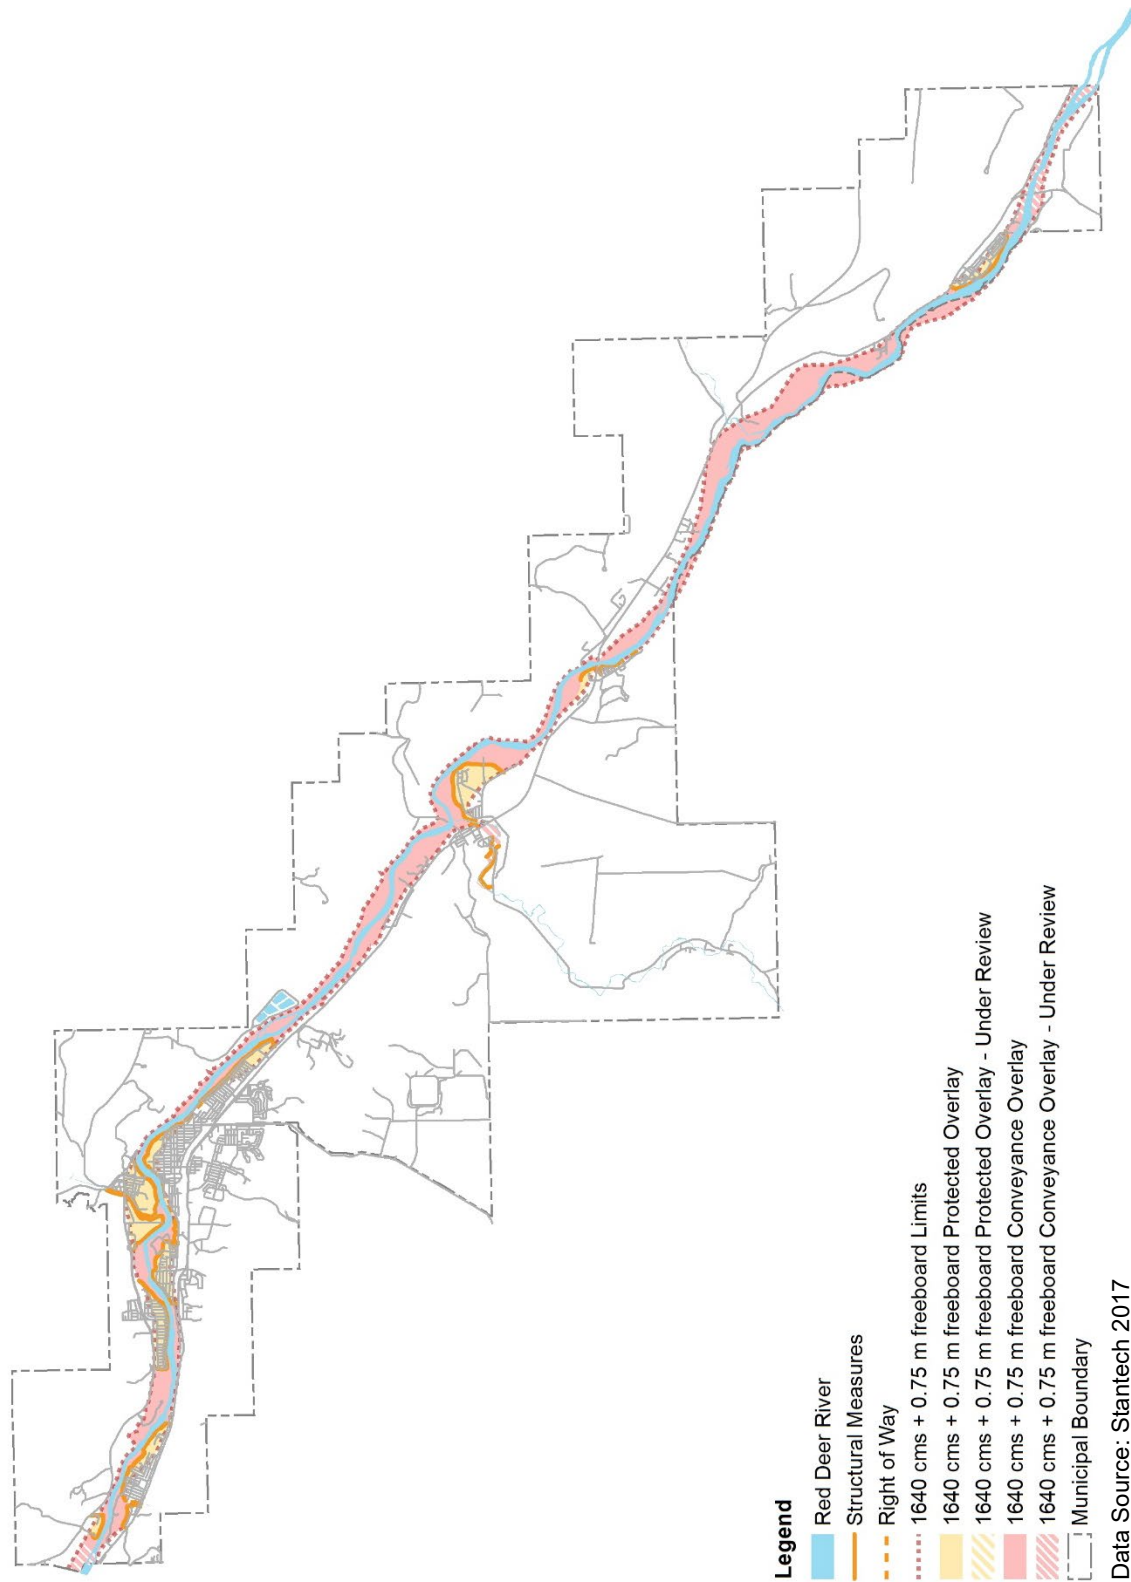 Legend
Red Deer River
Structural Measures
Right of Way
1640 cms + 0.75 m freeboard Limits
1640 cms + 0.75 m freeboard Protected Overlay
1640 cms + 0.75 m freeboard Protected Overlay - Under Review
1640 cms + 0.75 m freeboard Conveyance Overlay
1640 cms + 0.75 m freeboard Conveyance Overlay - Under Review
Municipal Boundary
Data Source: Stantech 2017